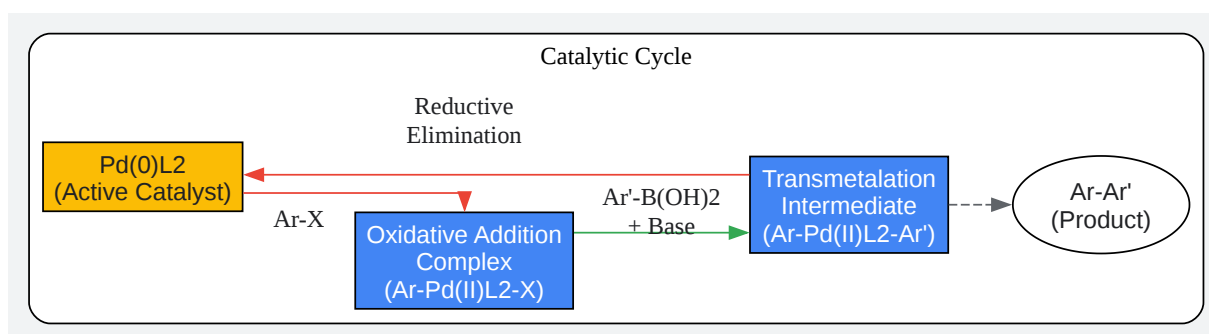 Catalytic Cycle
Reductive
Elimination
Pd(0)L2
(Active Catalyst)
Ar-X
Oxidative Addition
Complex
(Ar-Pd(II)L2-X)
Ar'-B(OH)2
+ Base
Transmetalation
Intermediate
(Ar-Pd(II)L2-Ar')
Ar-Ar'
(Product)